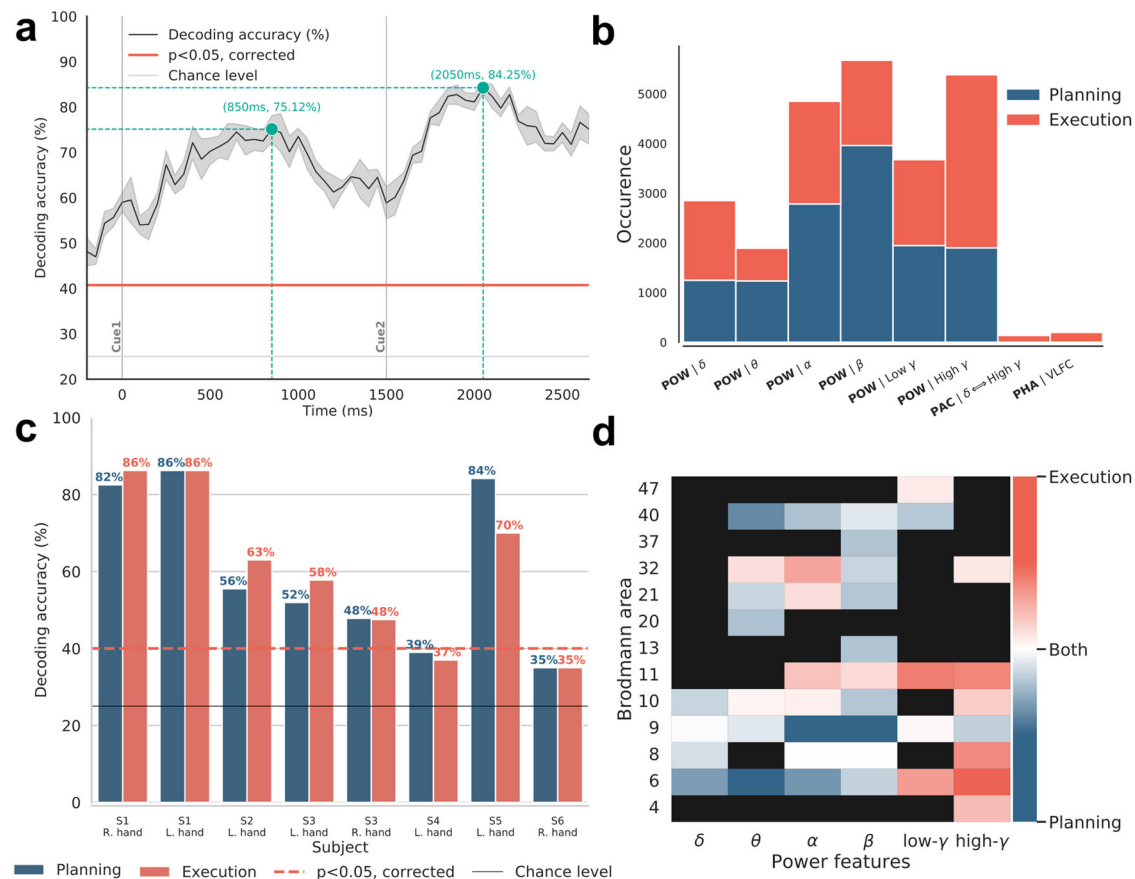 a
100
90
80
70
60
50
40
30
20
Decoding accuracy (%)
Decoding accuracy (%)
p<0.05, corrected
Chance level
(850ms, 75.12%)
(2050ms, 84.25%)
Cue1
Cue2
0 500 1000 1500 2000 2500
Time (ms)
b
5000
4000
3000
2000
1000
0
Occurence
Planning
Execution
POW | δ
POW | θ
POW | α
POW | β
POW | Low γ
POW | High γ
PAC | δ ⟺ High γ
PHA | VLFC
c
100
80
60
40
20
0
Decoding accuracy (%)
82% 86% 86% 86% 56% 63% 52% 58% 48% 48% 39% 37% 84% 70% 35% 35%
S1 S1 S2 S3 S3 S4 S5 S6
R. hand L. hand L. hand L. hand R. hand L. hand L. hand R. hand
Subject
Planning Execution p<0.05, corrected Chance level
d
47
40
37
32
21
20
13
11
10
9
8
6
4
Brodmann area
δ θ α β low-γ high-γ
Power features
Execution
Both
Planning